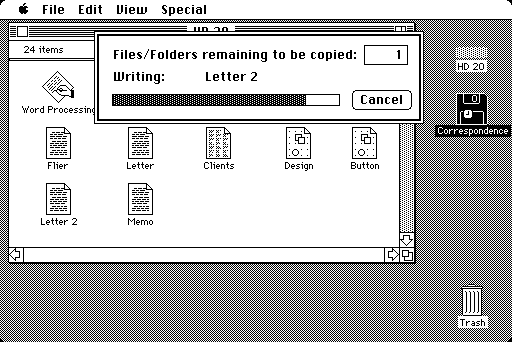 File Edit View Special
HD 20
24 items
Files/Folders remaining to be copied: 1
Writing: Letter 2
Cancel
HD 20
Word Processing
Correspondence
Flier Letter Clients Design Button
Letter 2 Memo
Trash